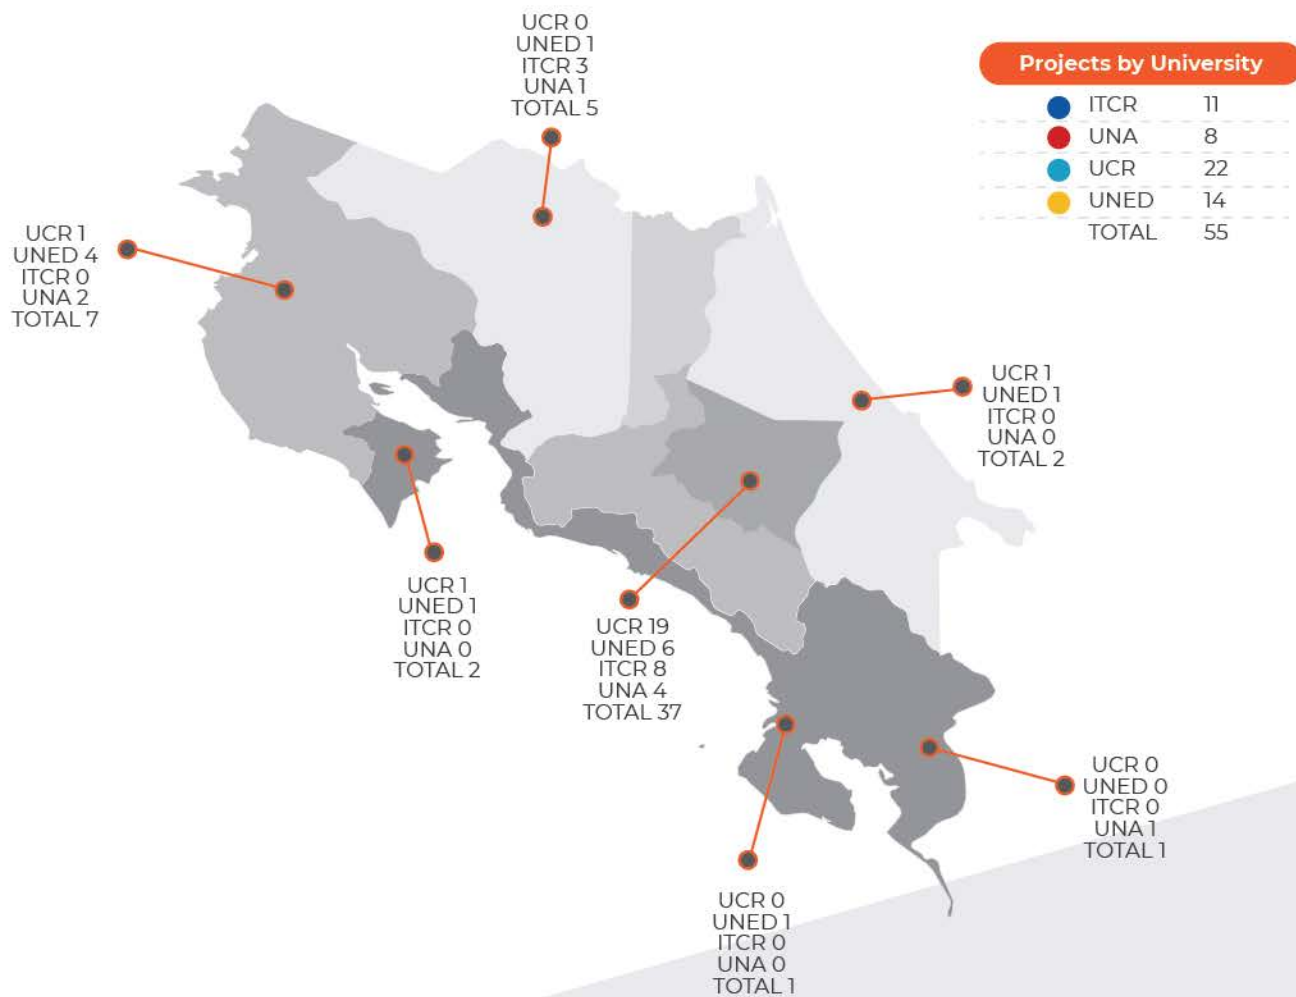 UCR 0
UNED 1
ITCR 3
UNA 1
TOTAL 5
Projects by University
ITCR 11
UNA 8
UCR 22
UNED 14
TOTAL 55
UCR 1
UNED 4
ITCR 0
UNA 2
TOTAL 7
UCR 1
UNED 1
ITCR 0
UNA 0
TOTAL 2
UCR 1
UNED 1
ITCR 0
UNA 0
TOTAL 2
UCR 19
UNED 6
ITCR 8
UNA 4
TOTAL 37
UCR 0
UNED 0
ITCR 0
UNA 1
TOTAL 1
UCR 0
UNED 1
ITCR 0
UNA 0
TOTAL 1